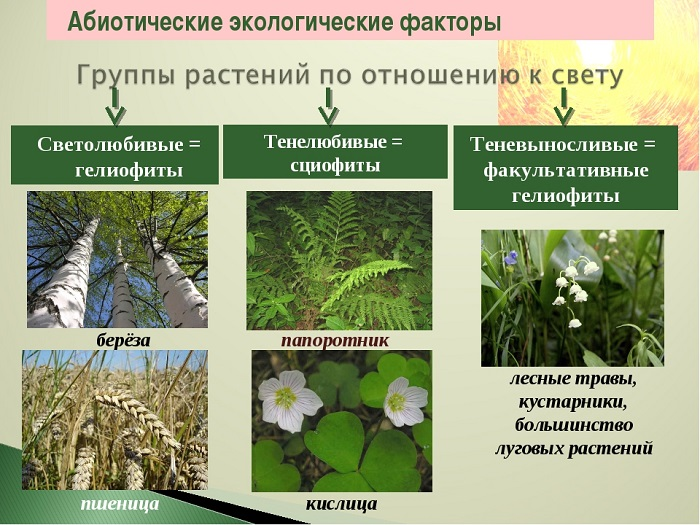 Абиотические экологические факторы
Группы растений по отношению к свету
Светолюбивые =
гелиофиты
Тенелюбивые =
сциофиты
Теневыносливые =
факультативные
гелиофиты
берёза
папоротник
лесные травы,
кустарники,
большинство
луговых растений
пшеница
кислица